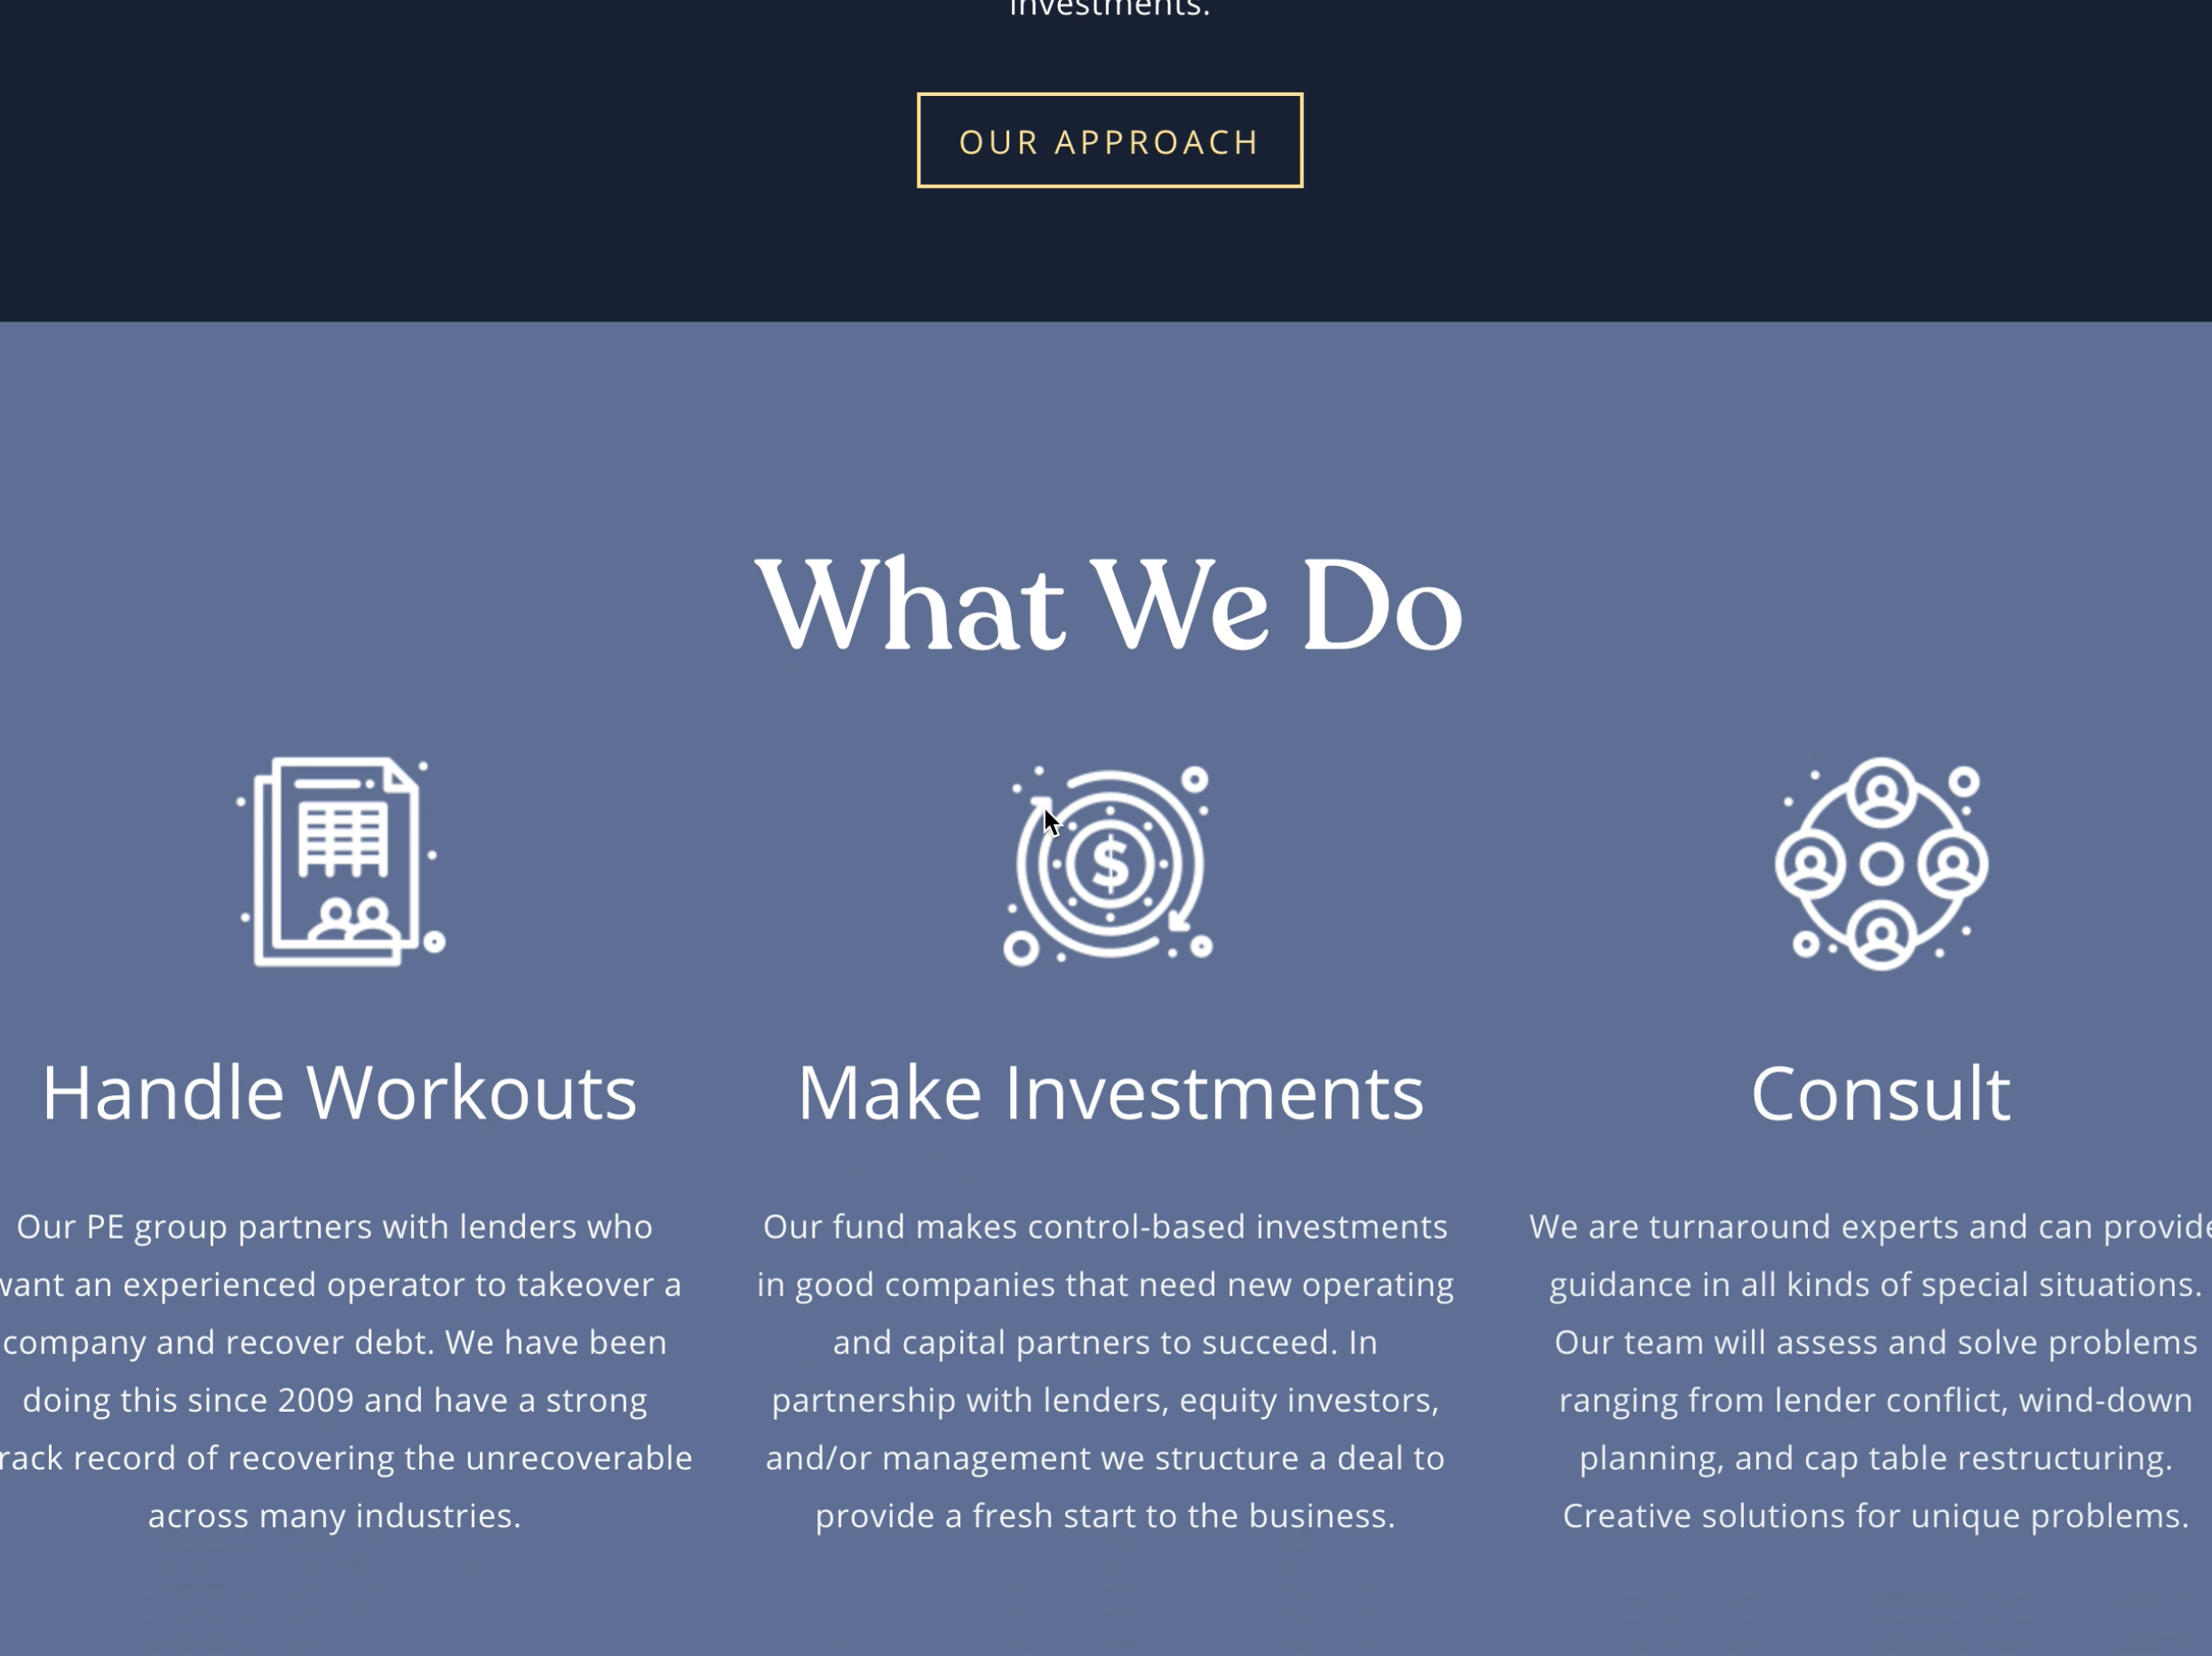 investments.
OUR APPROACH
What We Do
Handle Workouts
Our PE group partners with lenders who
want an experienced operator to takeover a
company and recover debt. We have been
doing this since 2009 and have a strong
rack record of recovering the unrecoverable
across many industries.
Make Investments
Our fund makes control-based investments
in good companies that need new operating
and capital partners to succeed. In
partnership with lenders, equity investors,
and/or management we structure a deal to
provide a fresh start to the business.
Consult
We are turnaround experts and can provide
guidance in all kinds of special situations.
Our team will assess and solve problems
ranging from lender conflict, wind-down
planning, and cap table restructuring.
Creative solutions for unique problems.